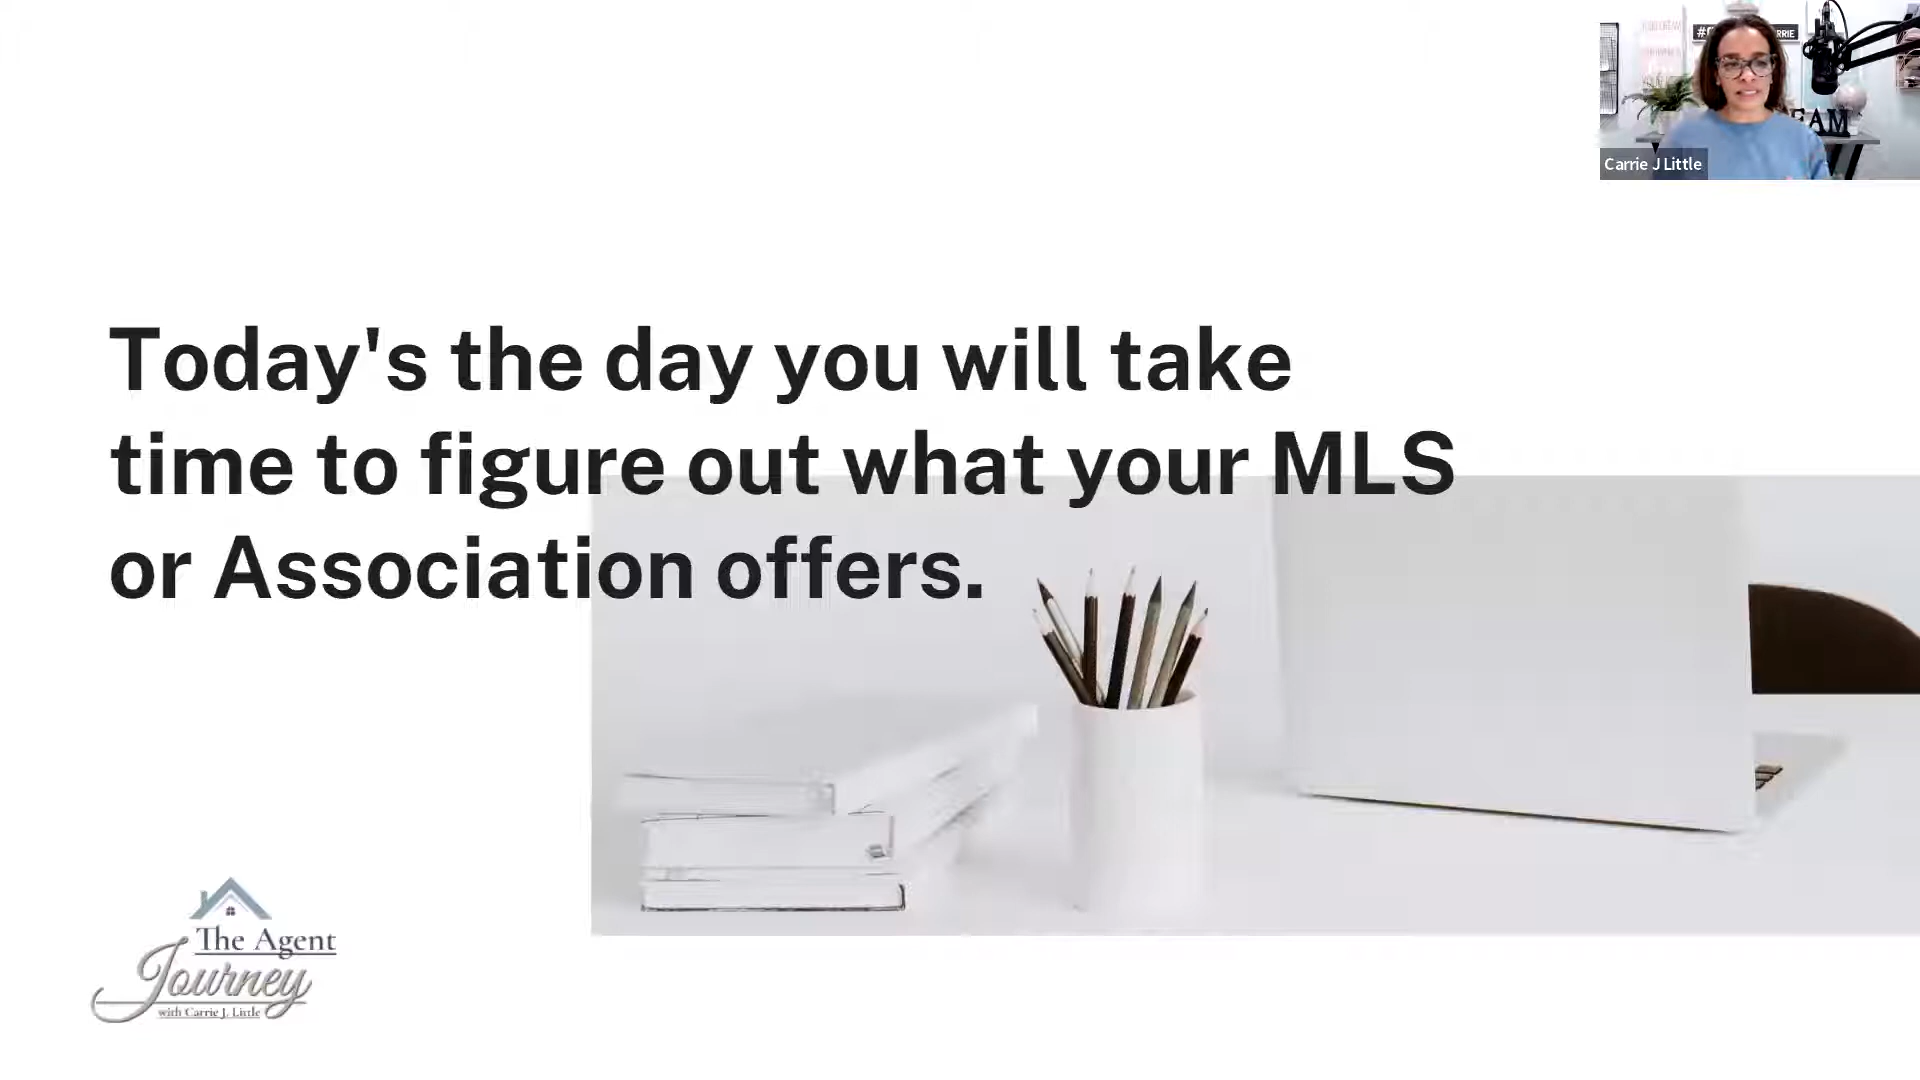 Carrie J Little
Today's the day you will take
time to figure out what your MLS
or Association offers.
The Agent
Journey
with Carrie J. Little